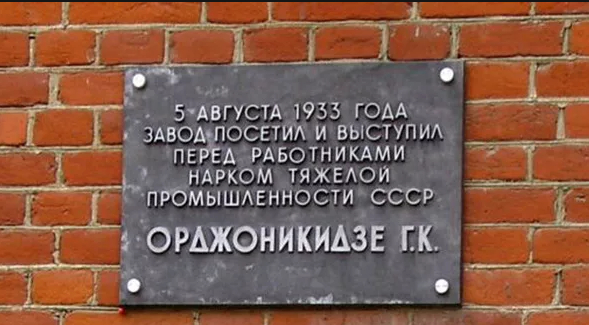 5 АВГУСТА 1933 ГОДА
ЗАВОД ПОСЕТИЛ И ВЫСТУПИЛ
ПЕРЕД РАБОТНИКАМИ
НАРКОМ ТЯЖЕЛОЙ
ПРОМЫШЛЕННОСТИ СССР
ОРДЖОНИКИДЗЕ Г.К.